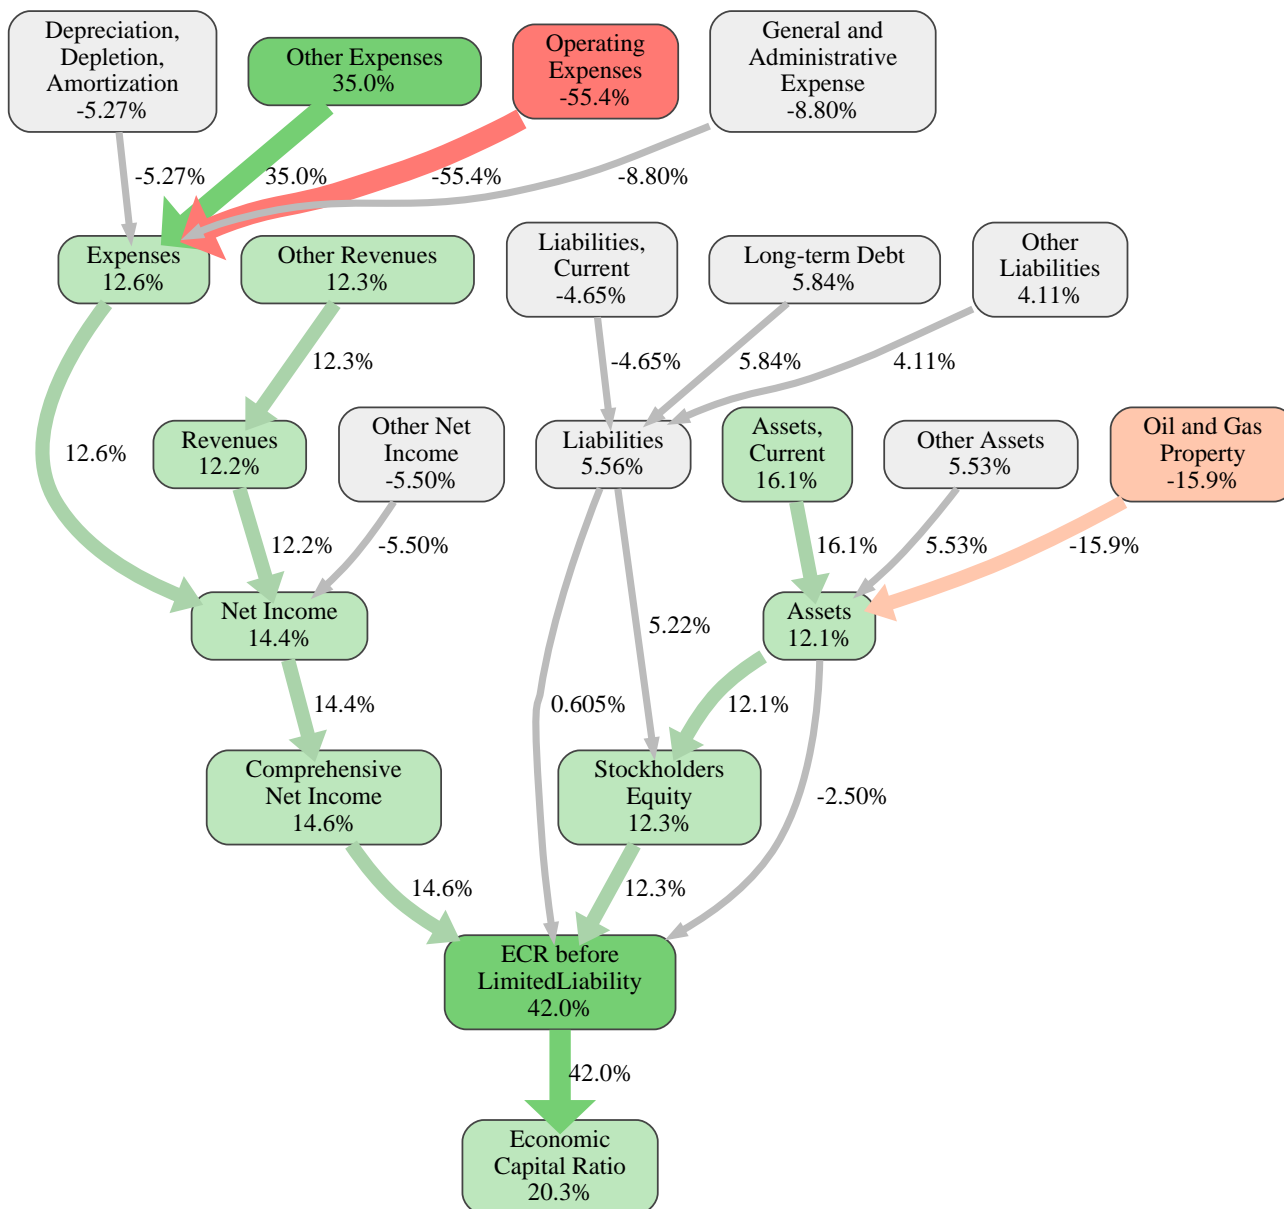 Depreciation,
Depletion,
Amortization
-5.27%
Other Expenses
35.0%
Operating
Expenses
-55.4%
General and
Administrative
Expense
-8.80%
-5.27%
35.0%
-55.4%
-8.80%
Expenses
12.6%
Other Revenues
12.3%
Liabilities,
Current
-4.65%
Long-term Debt
5.84%
Other
Liabilities
4.11%
12.3%
-4.65%
5.84%
4.11%
12.6%
Revenues
12.2%
Other Net
Income
-5.50%
Liabilities
5.56%
Assets,
Current
16.1%
Other Assets
5.53%
Oil and Gas
Property
-15.9%
12.2%
-5.50%
16.1%
5.53%
-15.9%
Net Income
14.4%
5.22%
Assets
12.1%
14.4%
0.605%
12.1%
Comprehensive
Net Income
14.6%
Stockholders
Equity
12.3%
-2.50%
14.6%
12.3%
ECR before
LimitedLiability
42.0%
42.0%
Economic
Capital Ratio
20.3%